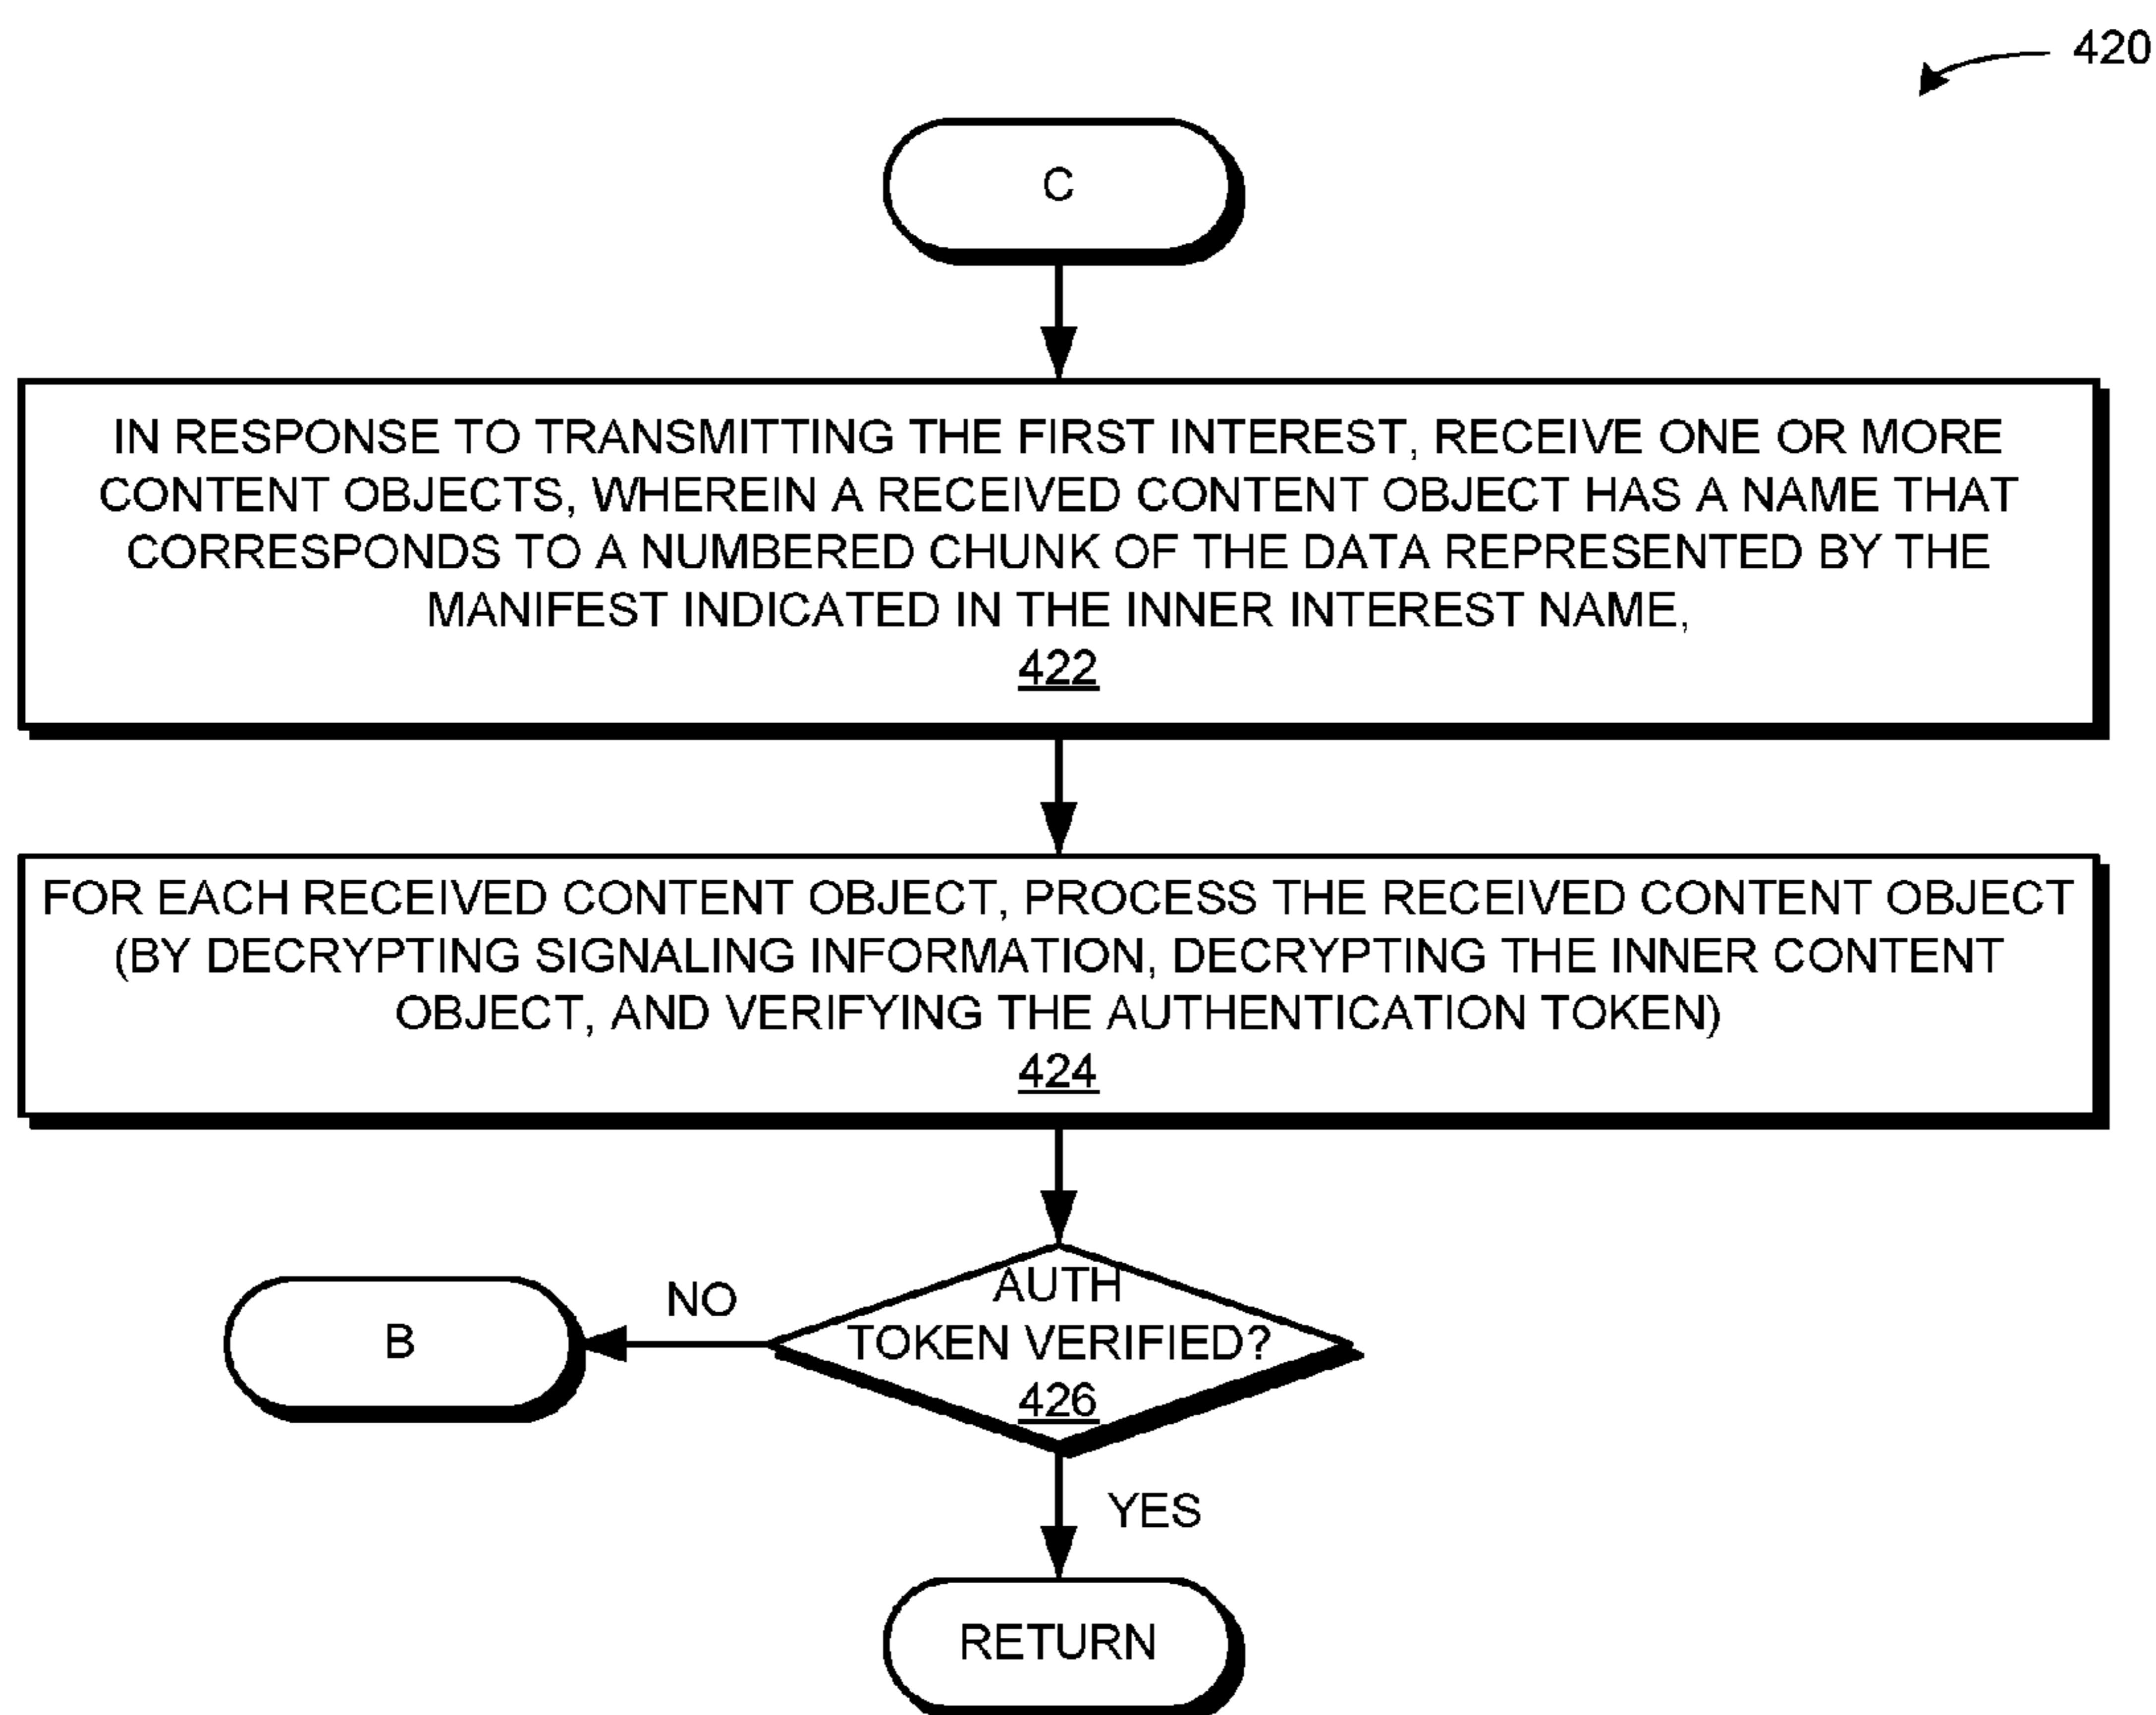 420
C
IN RESPONSE TO TRANSMITTING THE FIRST INTEREST, RECEIVE ONE OR MORE
CONTENT OBJECTS, WHEREIN A RECEIVED CONTENT OBJECT HAS A NAME THAT
CORRESPONDS TO A NUMBERED CHUNK OF THE DATA REPRESENTED BY THE
MANIFEST INDICATED IN THE INNER INTEREST NAME,
422
FOR EACH RECEIVED CONTENT OBJECT, PROCESS THE RECEIVED CONTENT OBJECT
(BY DECRYPTING SIGNALING INFORMATION, DECRYPTING THE INNER CONTENT
OBJECT, AND VERIFYING THE AUTHENTICATION TOKEN)
424
AUTH
TOKEN VERIFIED?
426
NO
B
YES
RETURN